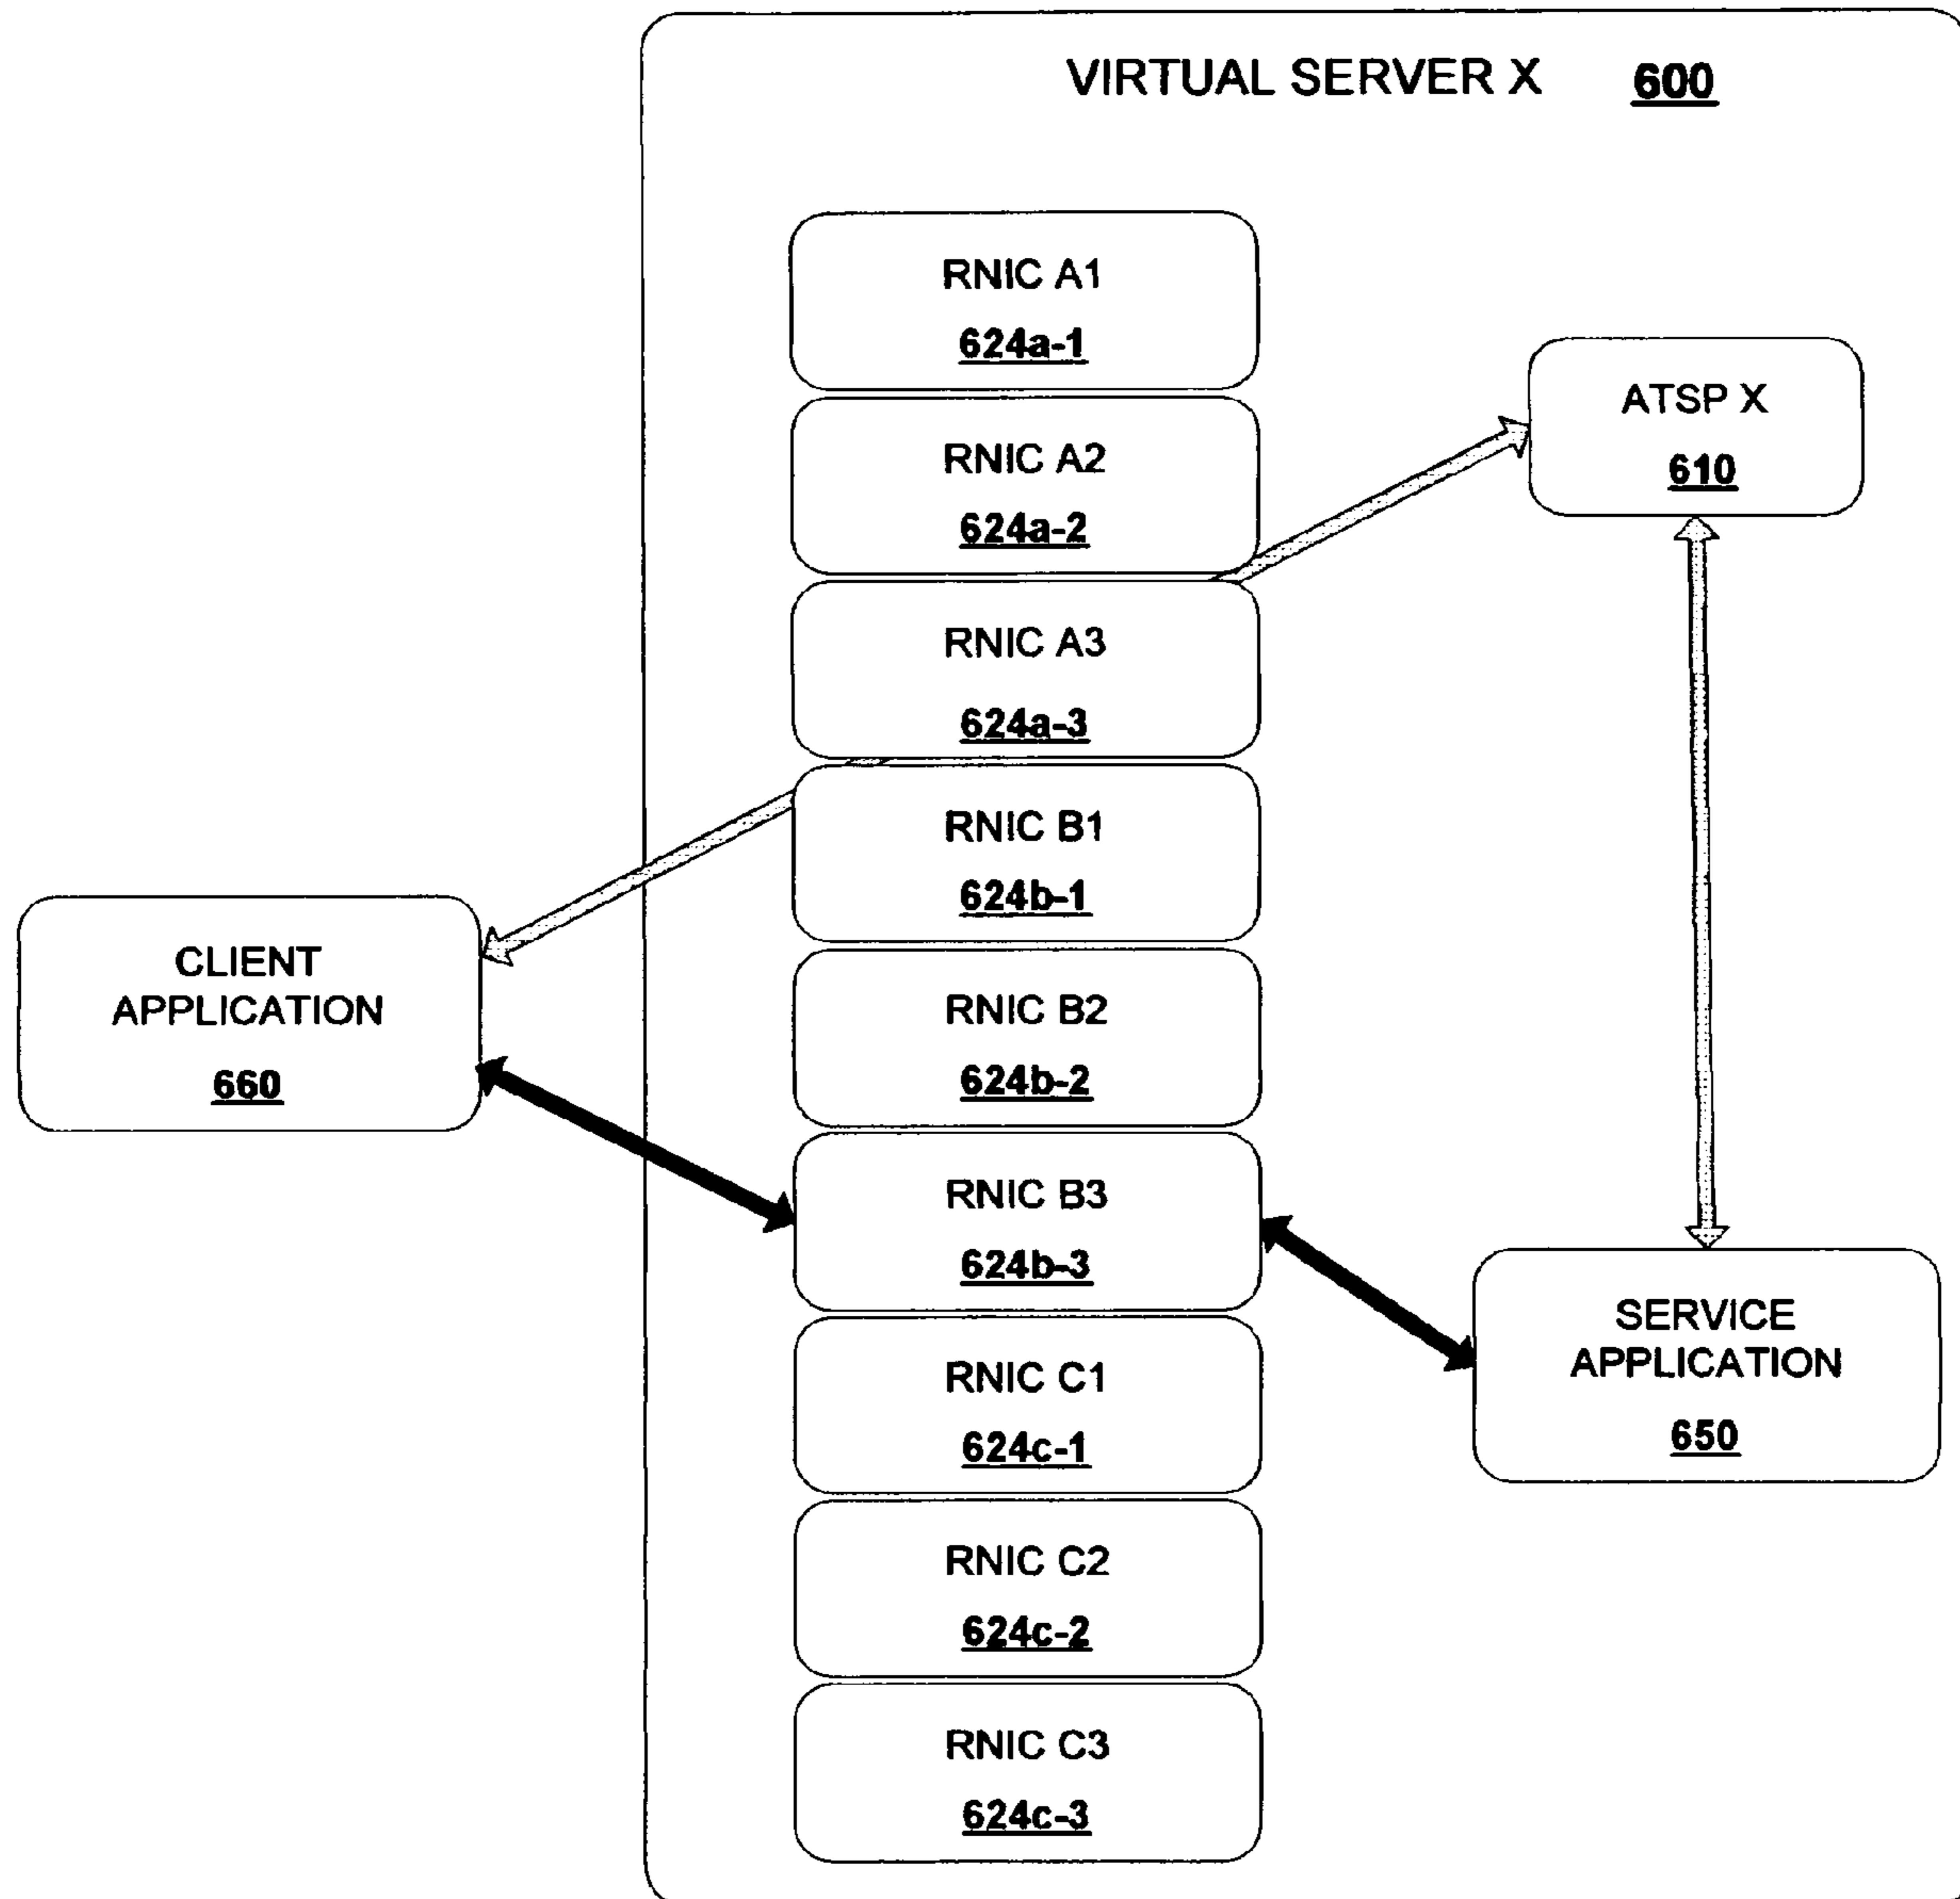 VIRTUAL SERVER X 600
RNIC A1
624a-1
RNIC A2
624a-2
RNIC A3
624a-3
RNIC B1
624b-1
RNIC B2
624b-2
RNIC B3
624b-3
RNIC C1
624c-1
RNIC C2
624c-2
RNIC C3
624c-3
ATSP X
610
CLIENT
APPLICATION
660
SERVICE
APPLICATION
650